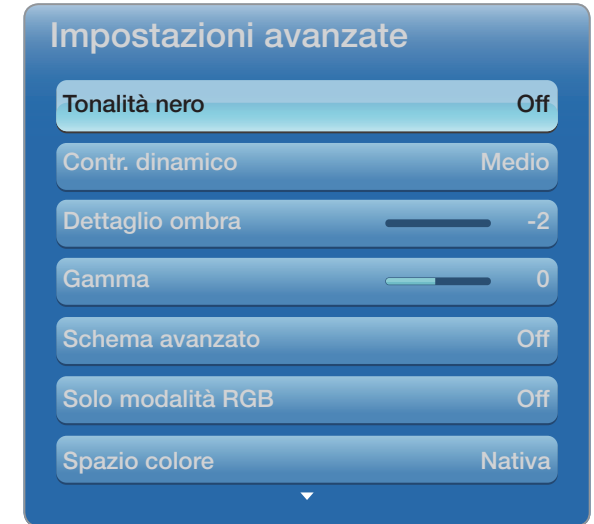 Impostazioni avanzate
Tonalità nero Off
Contr. dinamico Medio
Dettaglio ombra -2
Gamma 0
Schema avanzato Off
Solo modalità RGB Off
Spazio colore Nativa